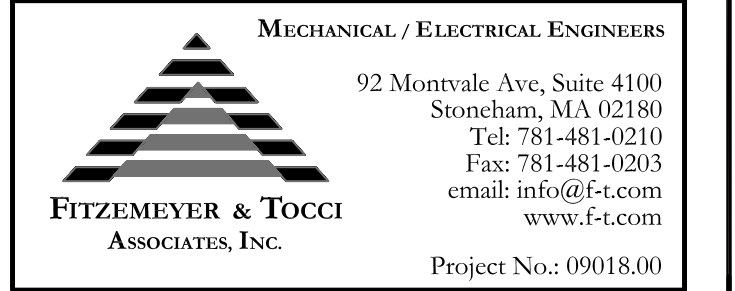 MECHANICAL / ELECTRICAL ENGINEERS
92 Montvale Ave, Suite 4100
Stoneham, MA 02180
Tel: 781-481-0210
Fax: 781-481-0203
email: info@f-t.com
www.f-t.com
FITZEMEYER & TOCCI
ASSOCIATES, INC.
Project No.: 09018.00